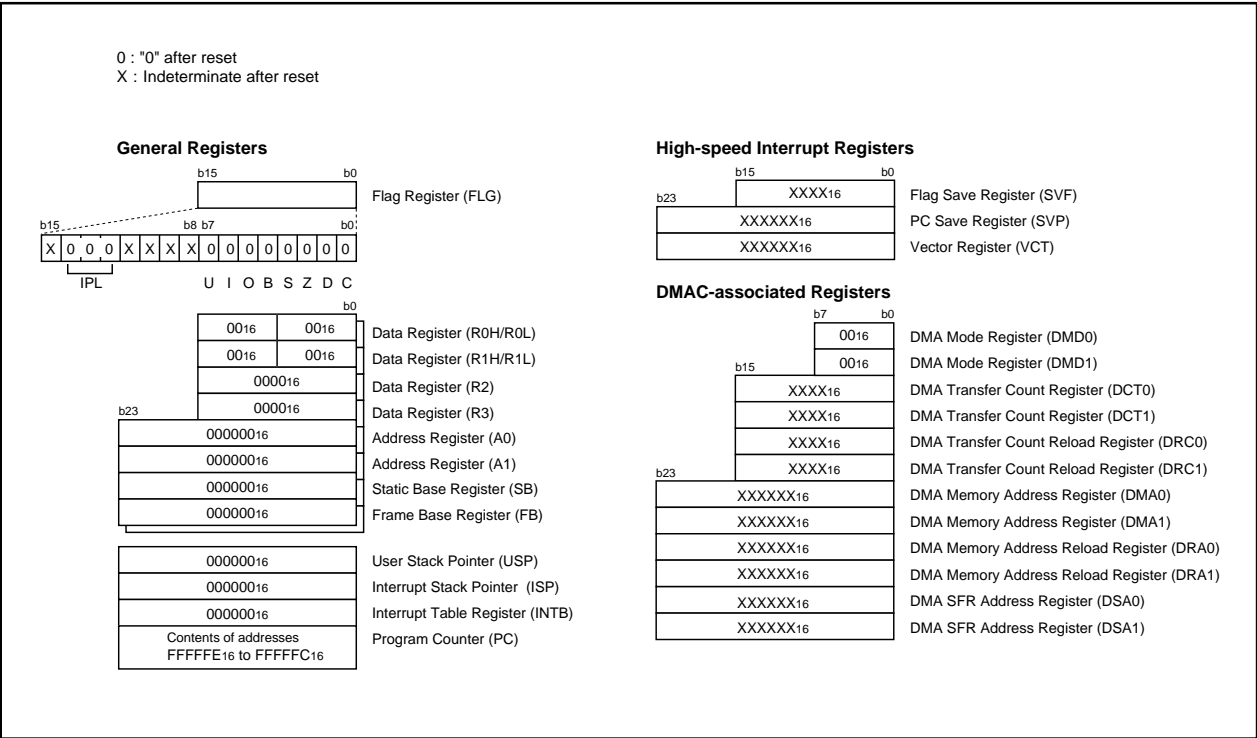 0 : "0" after reset
X : Indeterminate after reset
General Registers
b15 b0
Flag Register (FLG)
b15 b8 b7 b0
X 0 0 0 X X X X 0 0 0 0 0 0 0 0
IPL U I O B S Z D C
b0
0016 0016 Data Register (R0H/R0L)
0016 0016 Data Register (R1H/R1L)
000016 Data Register (R2)
b23 000016 Data Register (R3)
00000016 Address Register (A0)
00000016 Address Register (A1)
00000016 Static Base Register (SB)
00000016 Frame Base Register (FB)
00000016 User Stack Pointer (USP)
00000016 Interrupt Stack Pointer (ISP)
00000016 Interrupt Table Register (INTB)
Contents of addresses Program Counter (PC)
FFFFFE16 to FFFFFC16
High-speed Interrupt Registers
b15 b0
b23 XXXX16 Flag Save Register (SVF)
XXXXXX16 PC Save Register (SVP)
XXXXXX16 Vector Register (VCT)
DMAC-associated Registers
b7 b0
0016 DMA Mode Register (DMD0)
b15 0016 DMA Mode Register (DMD1)
XXXX16 DMA Transfer Count Register (DCT0)
XXXX16 DMA Transfer Count Register (DCT1)
XXXX16 DMA Transfer Count Reload Register (DRC0)
b23 XXXX16 DMA Transfer Count Reload Register (DRC1)
XXXXXX16 DMA Memory Address Register (DMA0)
XXXXXX16 DMA Memory Address Register (DMA1)
XXXXXX16 DMA Memory Address Reload Register (DRA0)
XXXXXX16 DMA Memory Address Reload Register (DRA1)
XXXXXX16 DMA SFR Address Register (DSA0)
XXXXXX16 DMA SFR Address Register (DSA1)